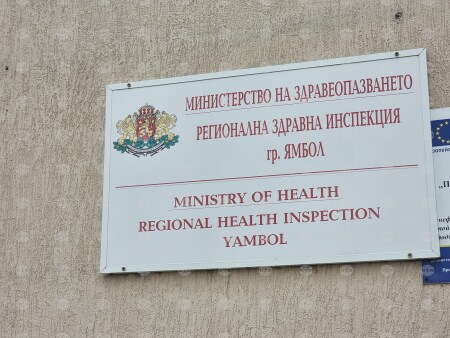 МИНИСТЕРСТВО НА ЗДРАВЕОПАЗВАНЕТО
РЕГИОНАЛНА ЗДРАВНА ИНСПЕКЦИЯ
гр. ЯМБОЛ
MINISTRY OF HEALTH
REGIONAL HEALTH INSPECTION
YAMBOL